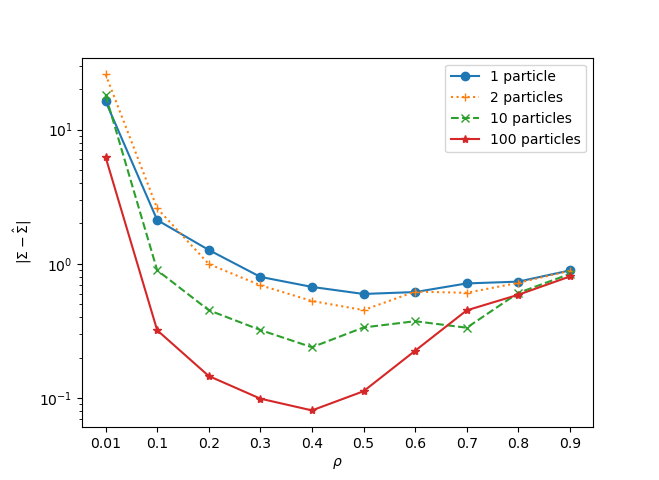 1 particle
2 particles
10 particles
100 particles
10¹
10⁰
10⁻¹
|Σ − Σ̂|
0.01 0.1 0.2 0.3 0.4 0.5 0.6 0.7 0.8 0.9
ρ